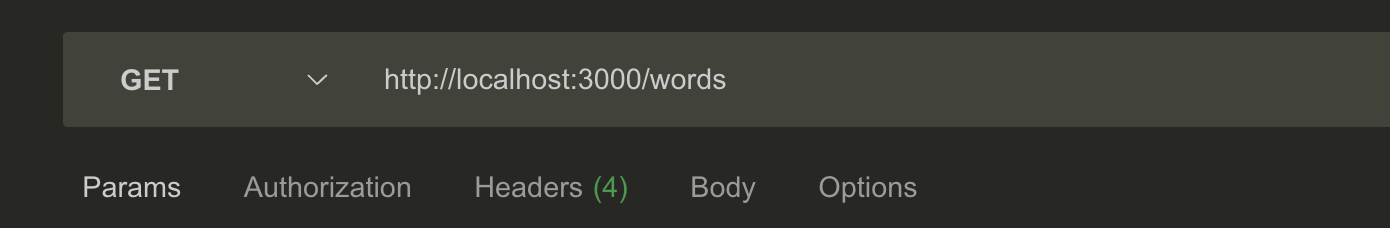 GET http://localhost:3000/words
Params Authorization Headers (4) Body Options